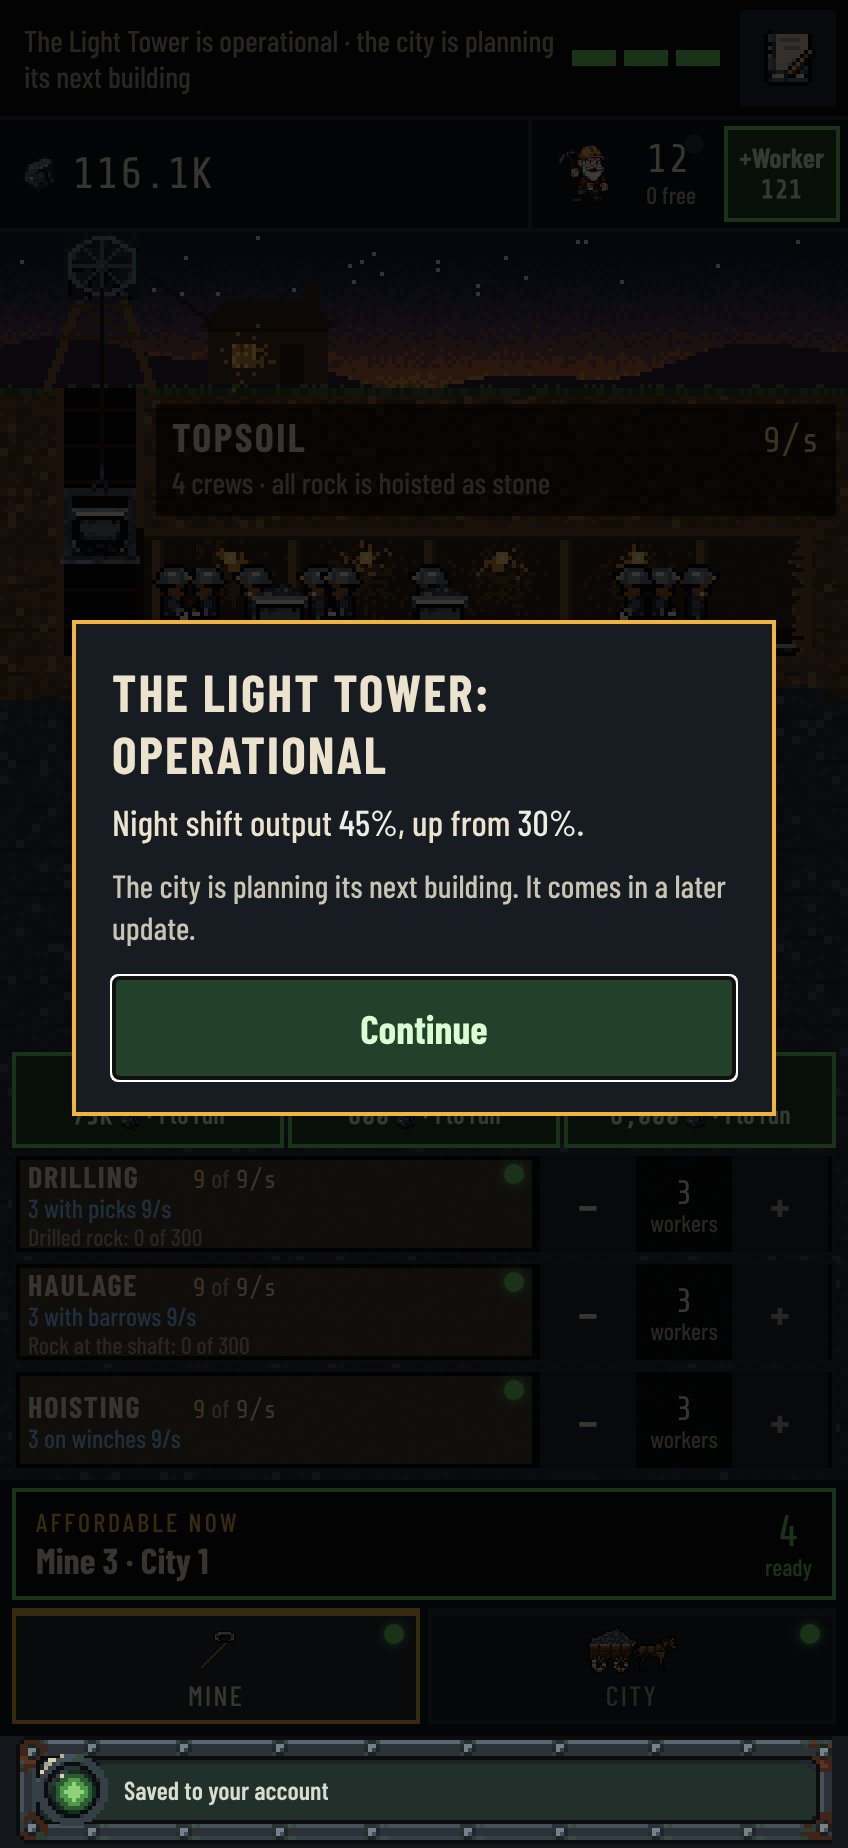 The Light Tower is operational · the city is planning
its next building
116.1K
12
0 free
+Worker
121
TOPSOIL
9/s
4 crews · all rock is hoisted as stone
THE LIGHT TOWER:
OPERATIONAL
Night shift output 45%, up from 30%.
The city is planning its next building. It comes in a later
update.
Continue
DRILLING 9 of 9/s
3 with picks 9/s
Drilled rock: 0 of 300
3
workers
HAULAGE 9 of 9/s
3 with barrows 9/s
Rock at the shaft: 0 of 300
3
workers
HOISTING 9 of 9/s
3 on winches 9/s
3
workers
AFFORDABLE NOW
Mine 3 · City 1
4
ready
MINE
CITY
Saved to your account